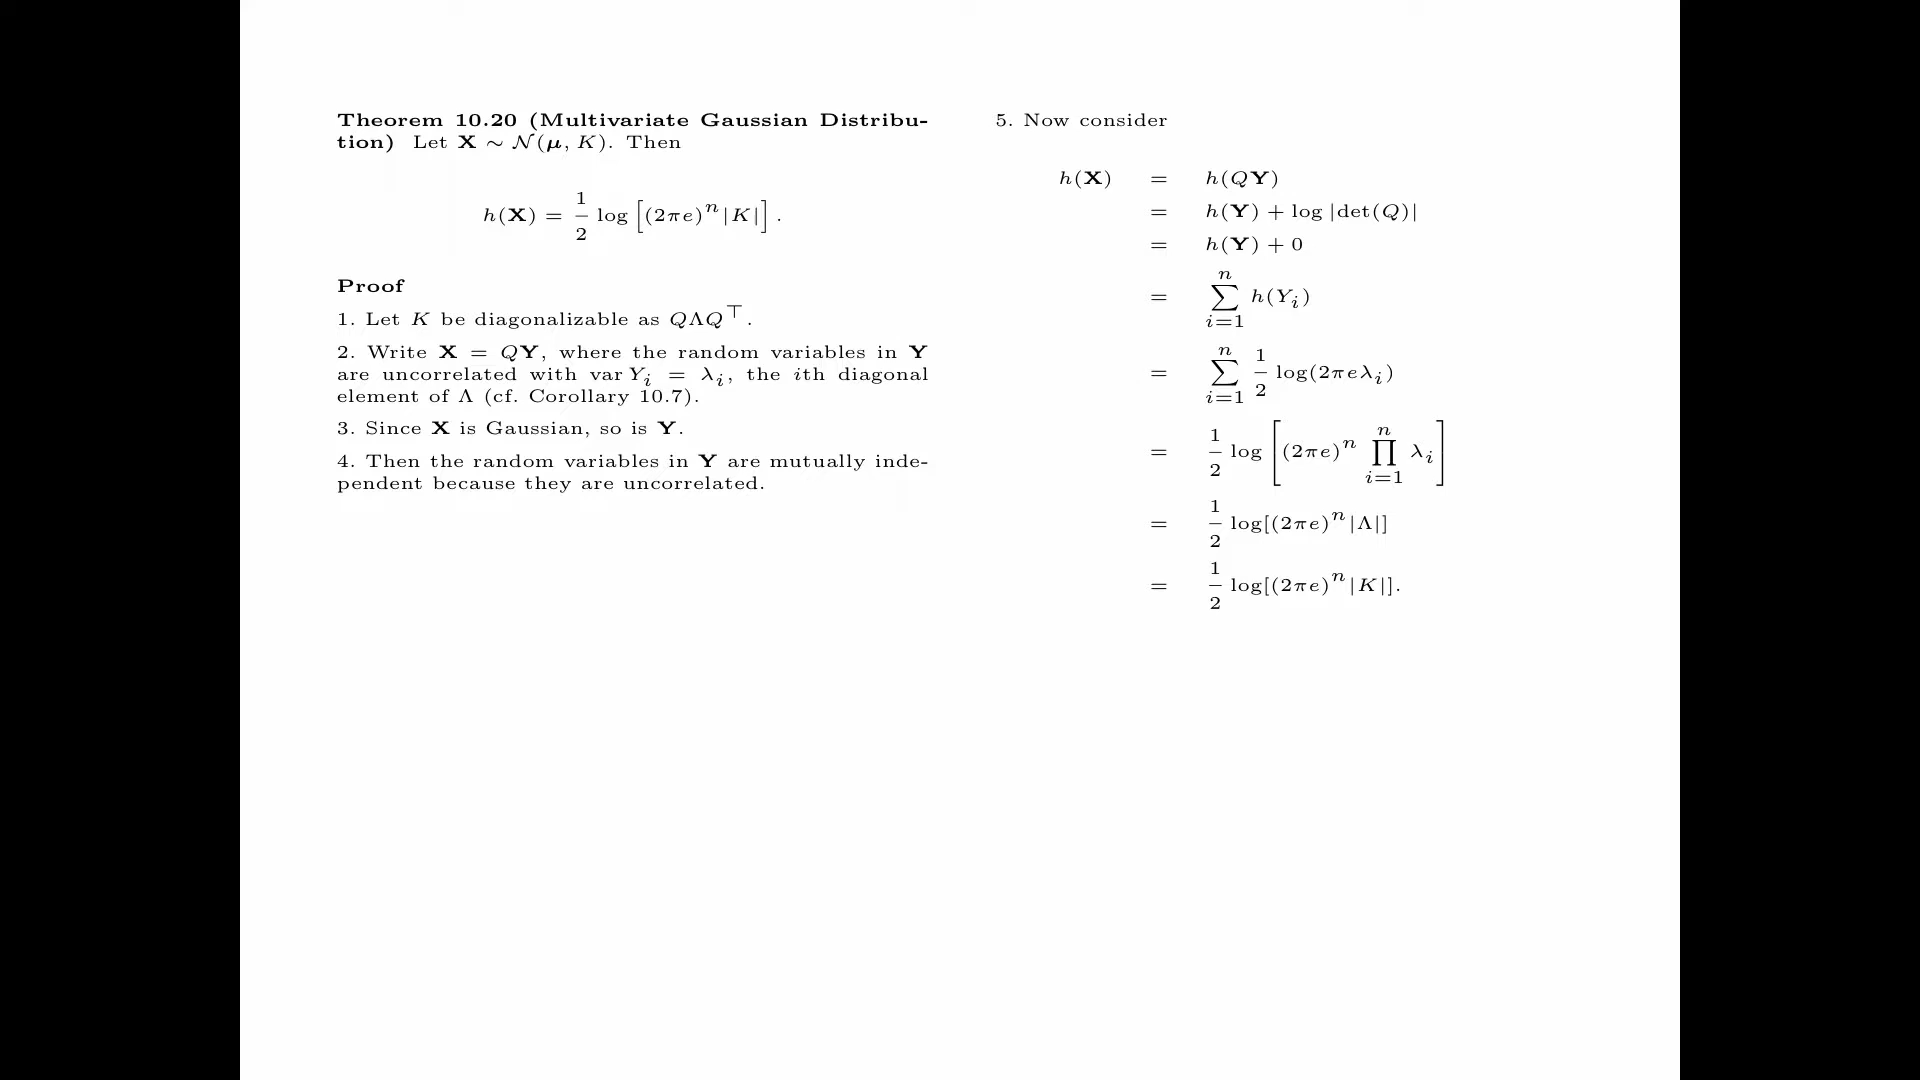 Theorem 10.20 (Multivariate Gaussian Distribu-
tion) Let X ∼ 𝒩(μ, K). Then
h(X) = 1/2 log [(2πe)^n |K|] .
Proof
1. Let K be diagonalizable as QΛQ^⊤.
2. Write X = QY, where the random variables in Y
are uncorrelated with var Y_i = λ_i, the ith diagonal
element of Λ (cf. Corollary 10.7).
3. Since X is Gaussian, so is Y.
4. Then the random variables in Y are mutually inde-
pendent because they are uncorrelated.
5. Now consider
h(X) = h(QY)
= h(Y) + log |det(Q)|
= h(Y) + 0
= ∑_{i=1}^n h(Y_i)
= ∑_{i=1}^n 1/2 log(2πeλ_i)
= 1/2 log [(2πe)^n ∏_{i=1}^n λ_i]
= 1/2 log[(2πe)^n |Λ|]
= 1/2 log[(2πe)^n |K|].